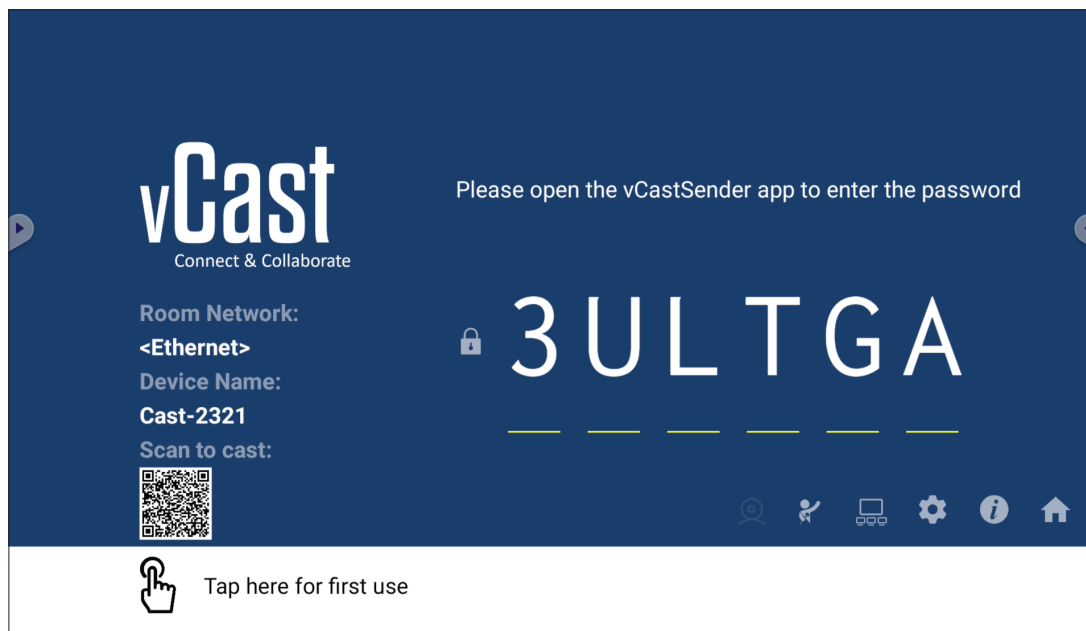 vCast
Connect & Collaborate
Please open the vCastSender app to enter the password
Room Network:
<Ethernet>
Device Name:
Cast-2321
Scan to cast:
3ULTGA
Tap here for first use